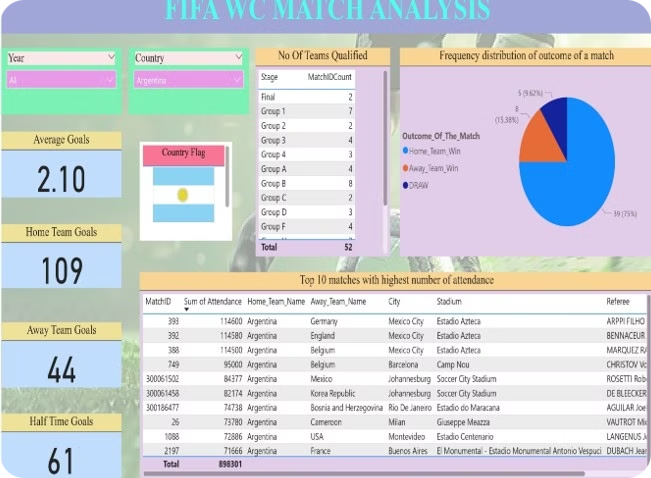 FIFA WC MATCH ANALYSIS
Year
All
Country
Argentina
No Of Teams Qualified
Stage MatchIDCount
Final 2
Group 1 7
Group 2 2
Group 3 4
Group 4 3
Group A 4
Group B 8
Group C 2
Group D 3
Group F 4
Total 52
Frequency distribution of outcome of a match
Outcome_Of_The_Match
Home_Team_Win
Away_Team_Win
DRAW
5 (9.62%)
8
(15.38%)
39 (75%)
Average Goals
2.10
Country Flag
Home Team Goals
109
Away Team Goals
44
Half Time Goals
61
Top 10 matches with highest number of attendance
MatchID Sum of Attendance Home_Team_Name Away_Team_Name City Stadium Referee
393 114600 Argentina Germany Mexico City Estadio Azteca ARPPI FILHO
392 114580 Argentina England Mexico City Estadio Azteca BENNACEUR
388 114500 Argentina Belgium Mexico City Estadio Azteca MARQUEZ RA
749 95000 Argentina Belgium Barcelona Camp Nou CHRISTOV Vo
300061502 84377 Argentina Mexico Johannesburg Soccer City Stadium ROSETTI Rob
300061458 82174 Argentina Korea Republic Johannesburg Soccer City Stadium DE BLEECKER
300186477 74738 Argentina Bosnia and Herzegovina Rio De Janeiro Estadio do Maracana AGUILAR Joe
26 73780 Argentina Cameroon Milan Giuseppe Meazza VAUTROT Mi
1088 72886 Argentina USA Montevideo Estadio Centenario LANGENUS J
2197 71666 Argentina France Buenos Aires El Monumental - Estadio Monumental Antonio Vespuci DUBACH Jean
Total 898301